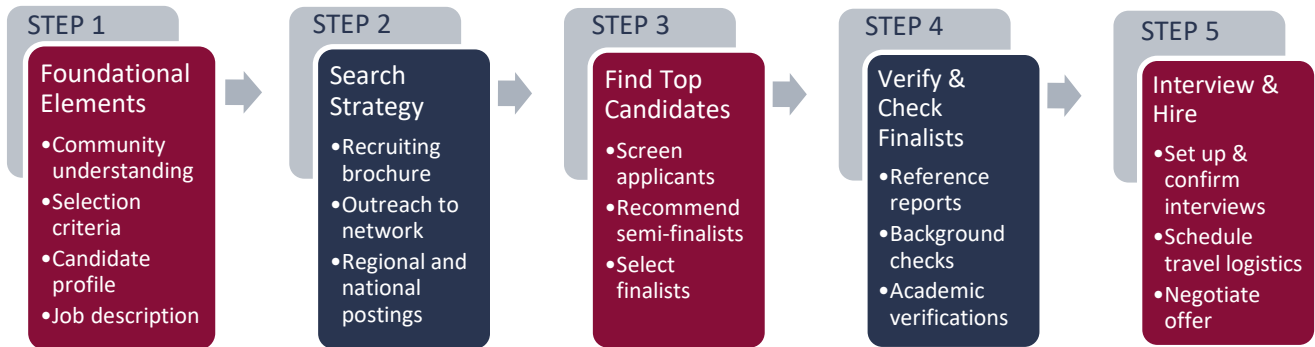 STEP 1
Foundational
Elements
•Community
understanding
•Selection
criteria
•Candidate
profile
•Job description
STEP 2
Search
Strategy
•Recruiting
brochure
•Outreach to
network
•Regional and
national
postings
STEP 3
Find Top
Candidates
•Screen
applicants
•Recommend
semi-finalists
•Select
finalists
STEP 4
Verify &
Check
Finalists
•Reference
reports
•Background
checks
•Academic
verifications
STEP 5
Interview &
Hire
•Set up &
confirm
interviews
•Schedule
travel logistics
•Negotiate
offer